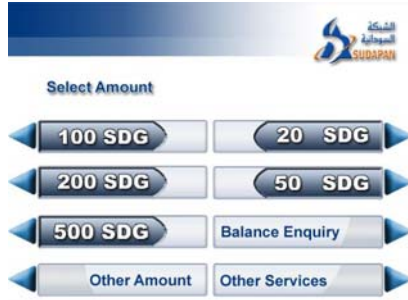 الشركة
السودانية
SUDAPAN
Select Amount
100 SDG
20 SDG
200 SDG
50 SDG
500 SDG
Balance Enquiry
Other Amount
Other Services